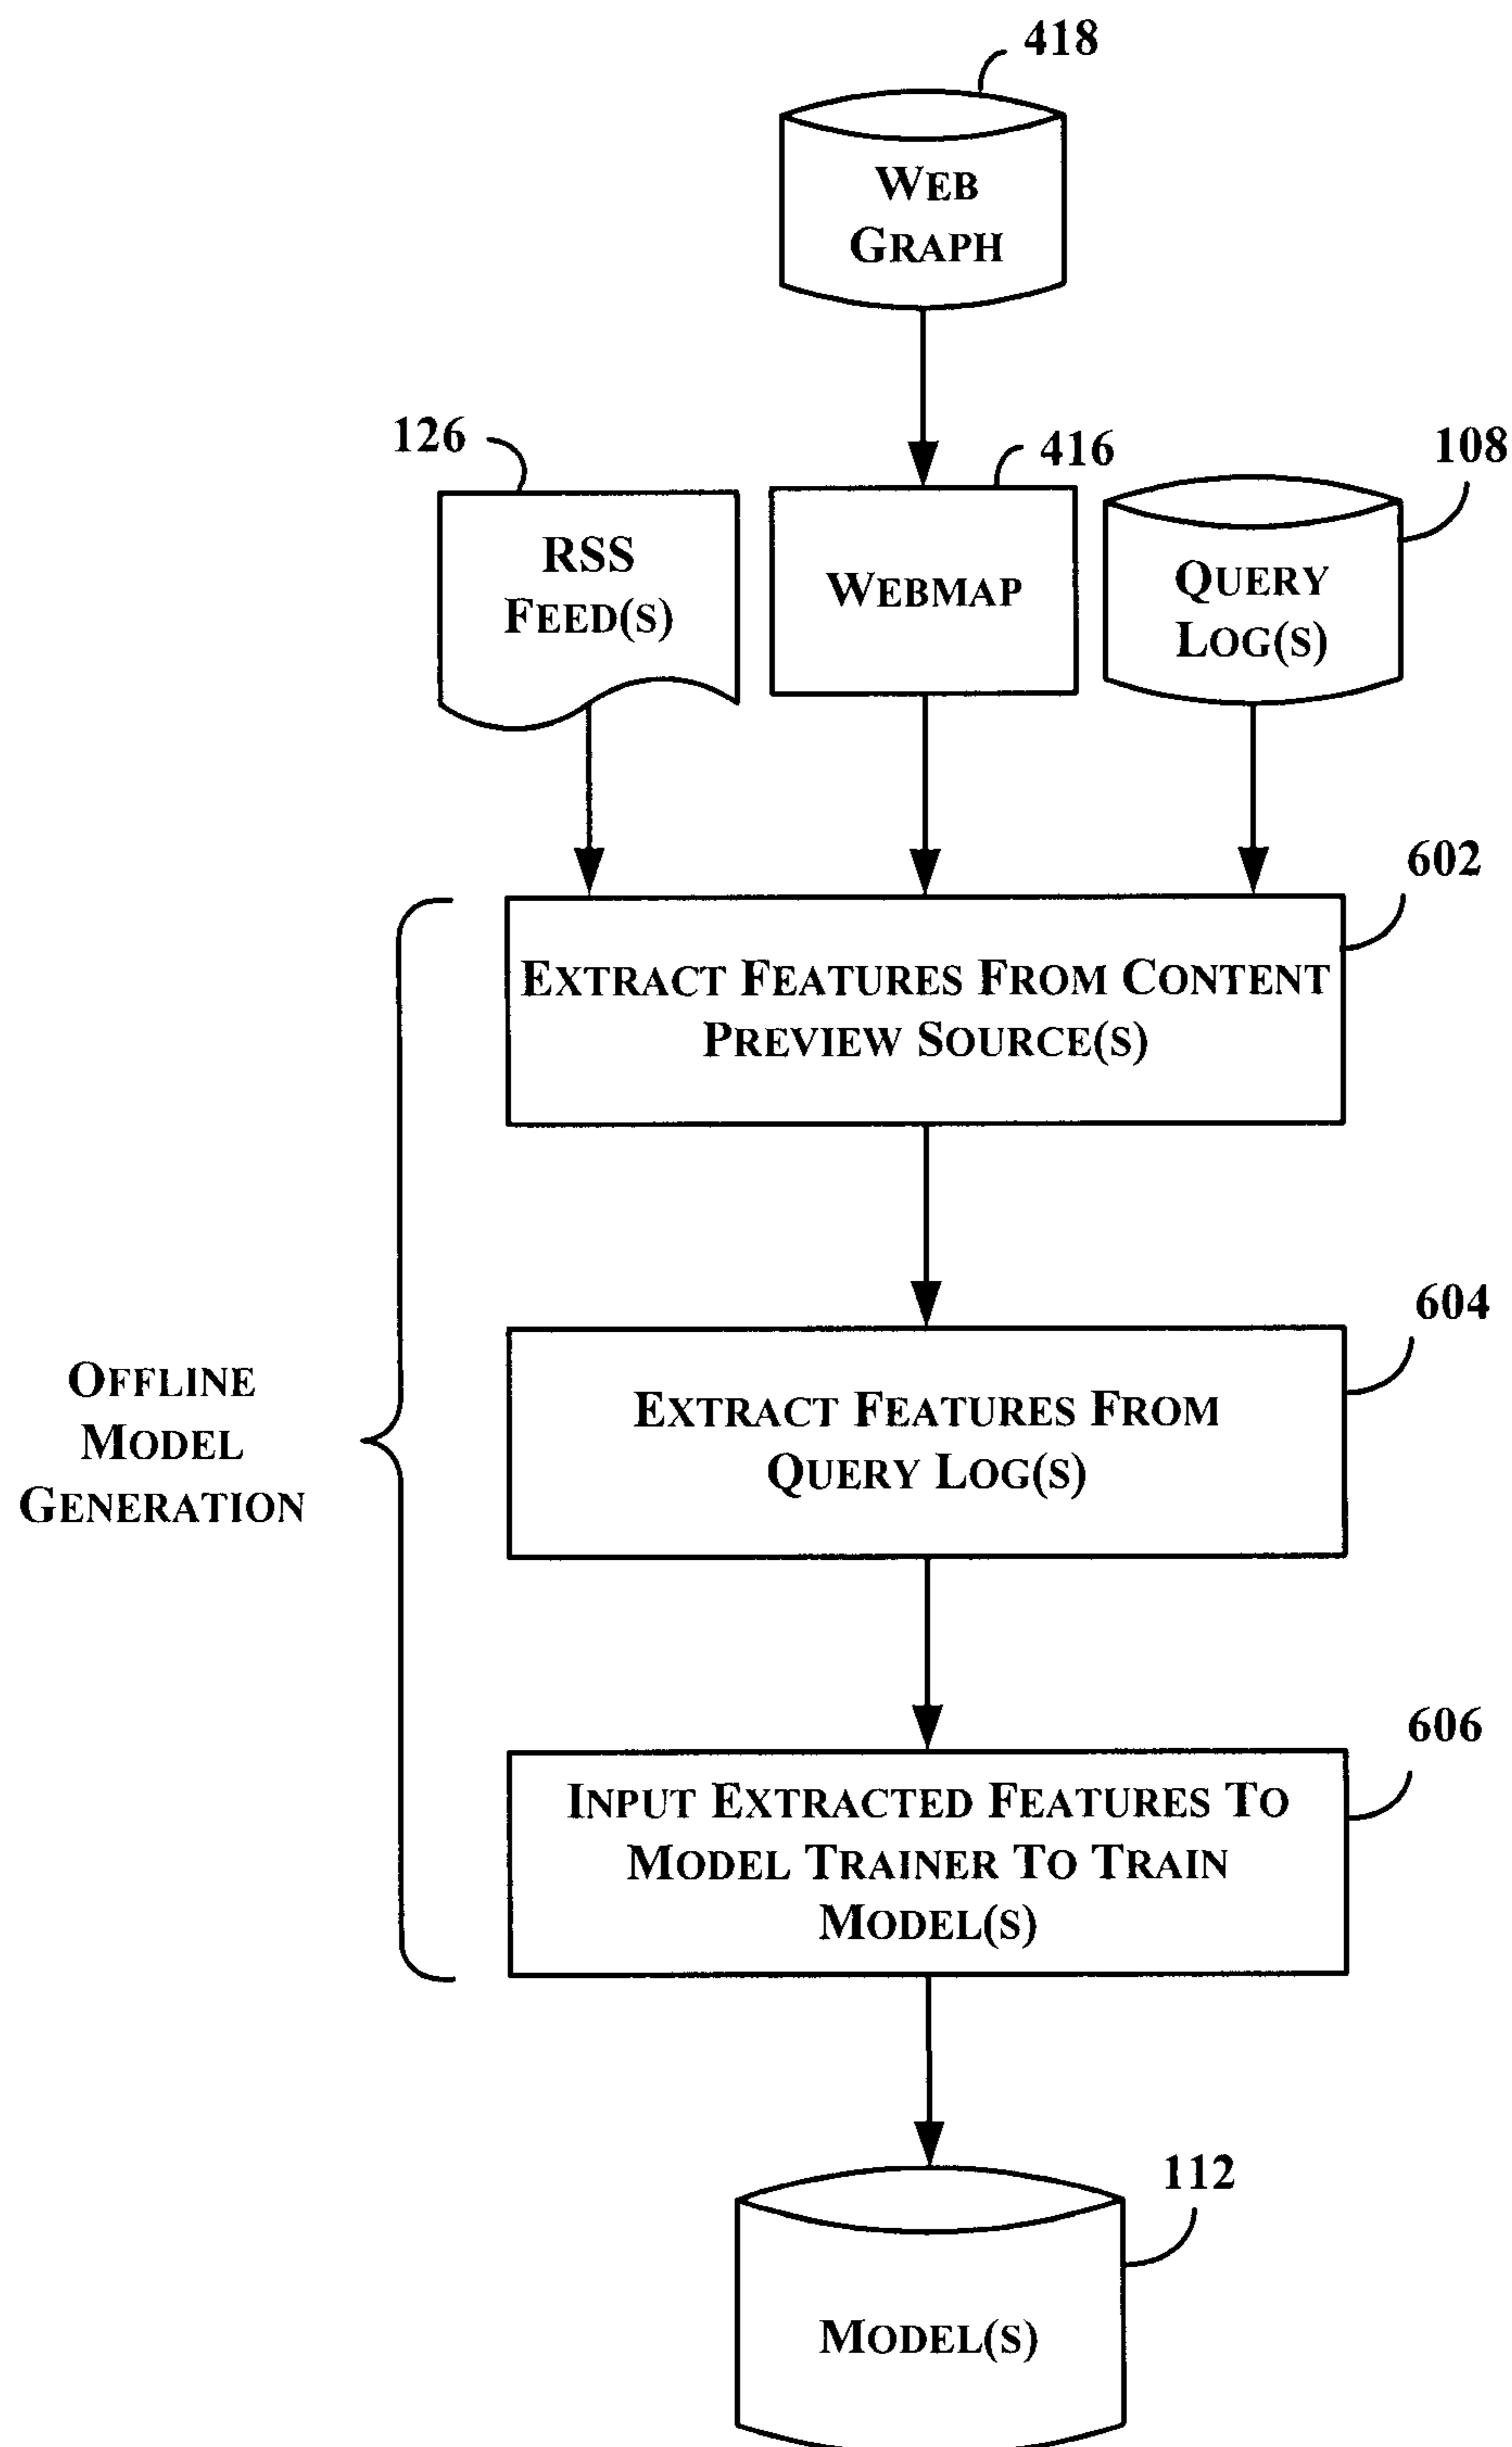 418
WEB
GRAPH
126
416
108
RSS
FEED(S)
WEBMAP
QUERY
LOG(S)
602
EXTRACT FEATURES FROM CONTENT
PREVIEW SOURCE(S)
604
OFFLINE
MODEL
GENERATION
EXTRACT FEATURES FROM
QUERY LOG(S)
606
INPUT EXTRACTED FEATURES TO
MODEL TRAINER TO TRAIN
MODEL(S)
112
MODEL(S)